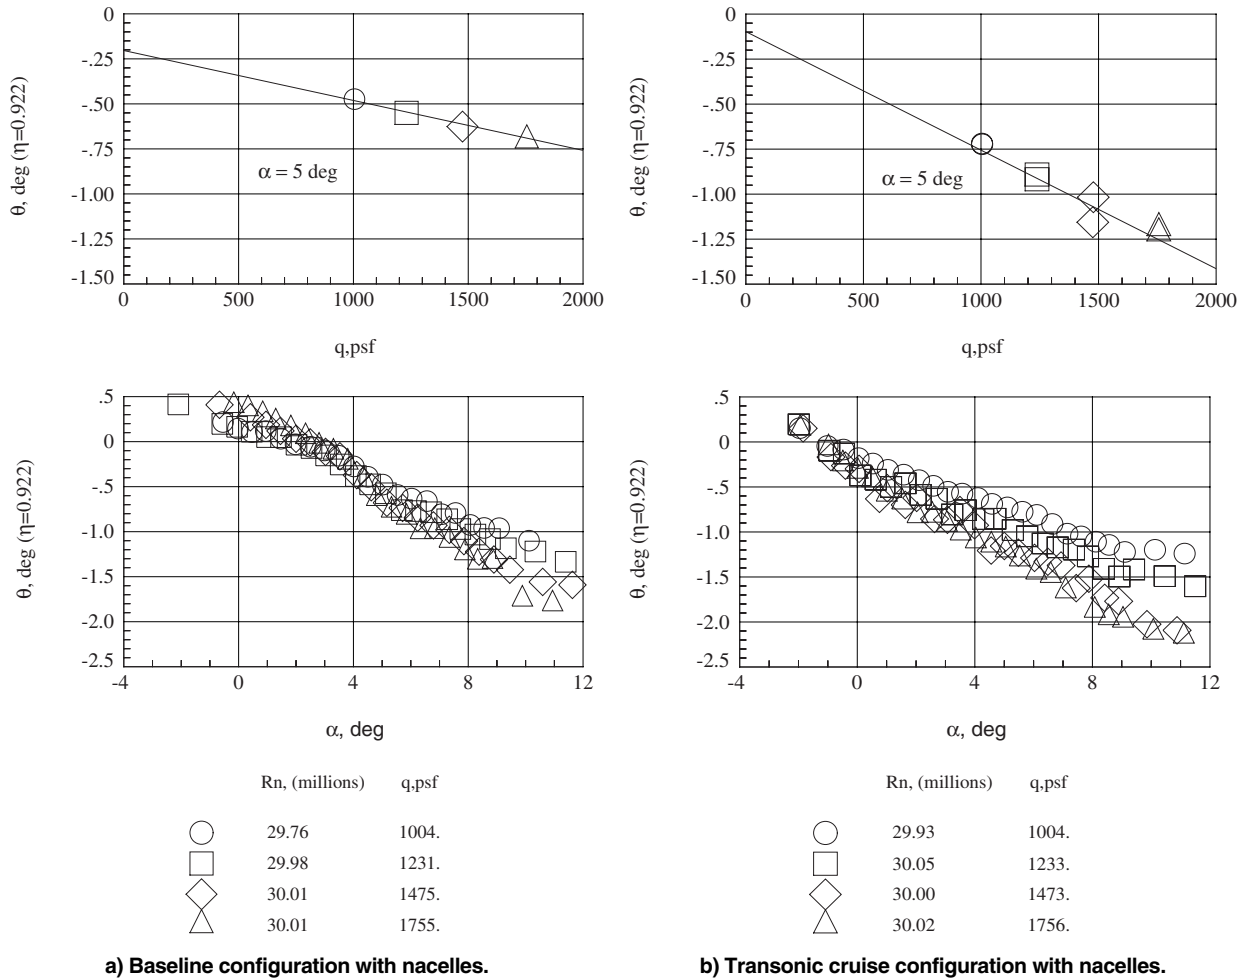 0
-.25
-.50
-.75
-1.00
-1.25
-1.50
θ, deg (η=0.922)
α = 5 deg
0 500 1000 1500 2000
q,psf
0
-.25
-.50
-.75
-1.00
-1.25
-1.50
θ, deg (η=0.922)
α = 5 deg
0 500 1000 1500 2000
q,psf
.5
0
-.5
-1.0
-1.5
-2.0
-2.5
θ, deg (η=0.922)
-4 0 4 8 12
α, deg
.5
0
-.5
-1.0
-1.5
-2.0
-2.5
θ, deg (η=0.922)
-4 0 4 8 12
α, deg
Rn, (millions) q,psf
29.76 1004.
29.98 1231.
30.01 1475.
30.01 1755.
a) Baseline configuration with nacelles.
Rn, (millions) q,psf
29.93 1004.
30.05 1233.
30.00 1473.
30.02 1756.
b) Transonic cruise configuration with nacelles.